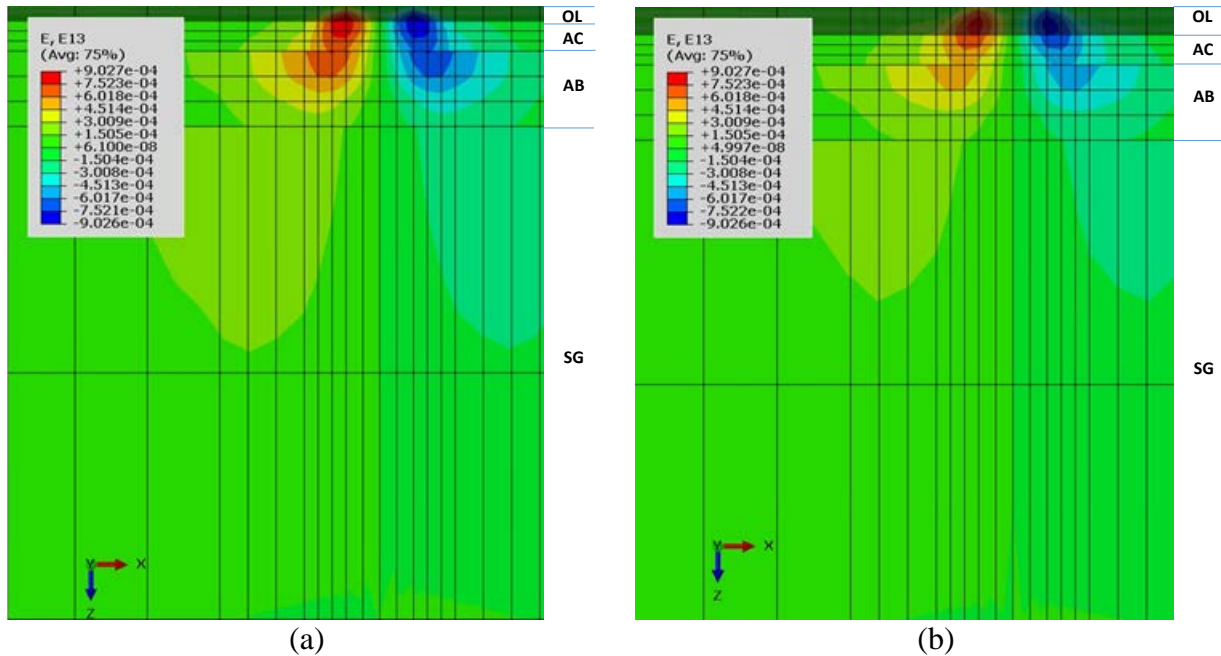 E, E13
(Avg: 75%)
+9.027e-04
+7.523e-04
+6.018e-04
+4.514e-04
+3.009e-04
+1.505e-04
+6.100e-08
-1.504e-04
-3.008e-04
-4.513e-04
-6.017e-04
-7.521e-04
-9.026e-04
OL
AC
AB
SG
Y
X
Z
(a)
E, E13
(Avg: 75%)
+9.027e-04
+7.523e-04
+6.018e-04
+4.514e-04
+3.009e-04
+1.505e-04
+4.997e-08
-1.504e-04
-3.008e-04
-4.513e-04
-6.017e-04
-7.522e-04
-9.026e-04
OL
AC
AB
SG
Y
X
Z
(b)